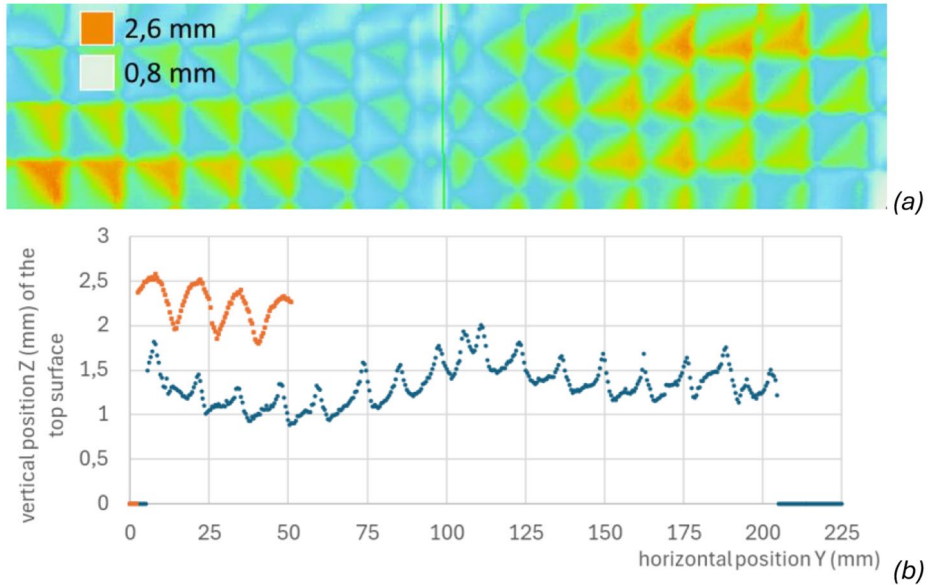 2,6 mm
0,8 mm
(a)
vertical position Z (mm) of the
top surface
3
2,5
2
1,5
1
0,5
0
0 25 50 75 100 125 150 175 200 225
horizontal position Y (mm)
(b)